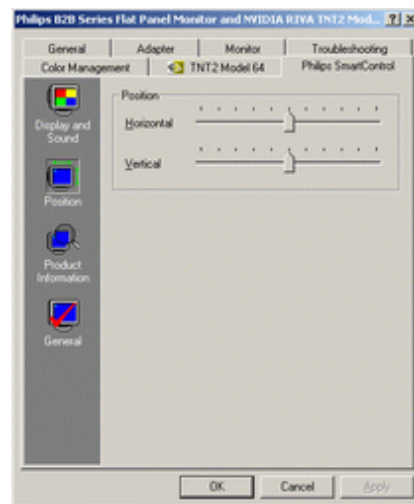 Philips B2B Series Flat Panel Monitor and NVIDIA RIVA TNT2 Mod...
General Adapter Monitor Troubleshooting
Color Management TNT2 Model 64 Philips SmartControl
Display and
Sound
Position
Product
Information
General
Position
Horizontal
Vertical
OK Cancel Apply